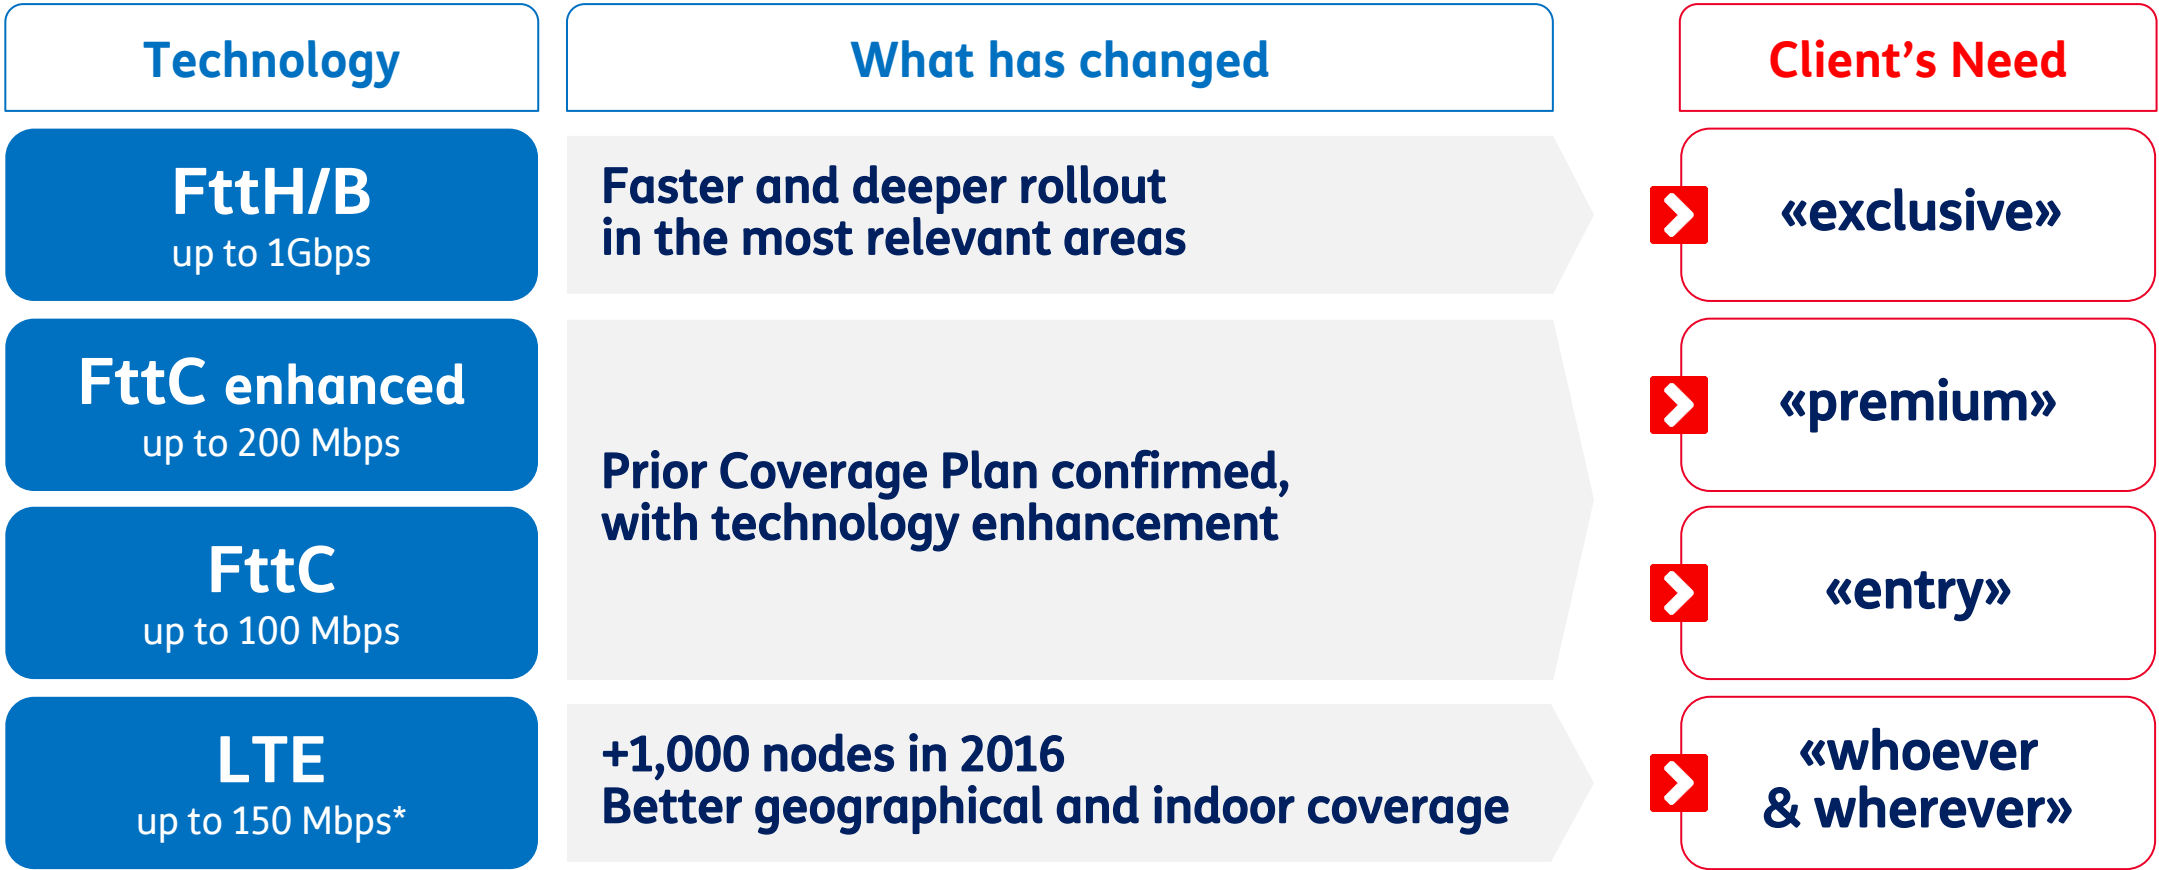 Technology
What has changed
Client's Need
FttH/B
up to 1Gbps
Faster and deeper rollout
in the most relevant areas
«exclusive»
FttC enhanced
up to 200 Mbps
«premium»
Prior Coverage Plan confirmed,
with technology enhancement
FttC
up to 100 Mbps
«entry»
LTE
up to 150 Mbps*
+1,000 nodes in 2016
Better geographical and indoor coverage
«whoever
& wherever»